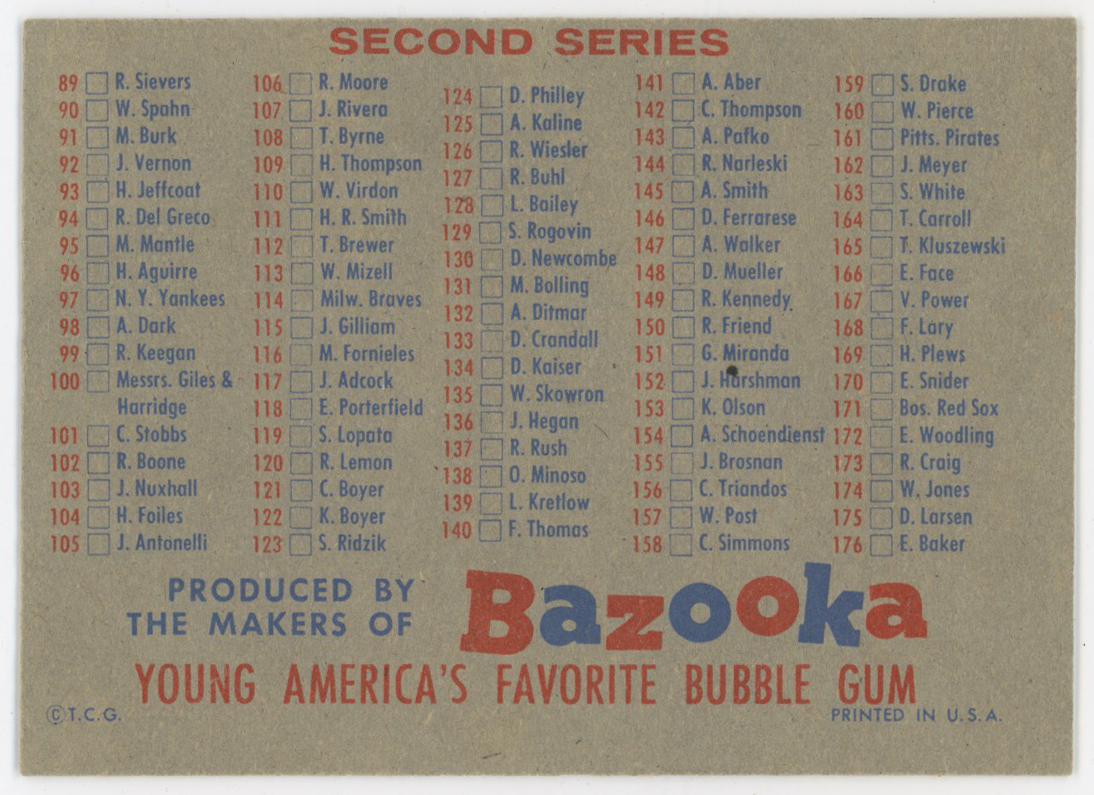 SECOND SERIES
89 R. Sievers
90 W. Spahn
91 M. Burk
92 J. Vernon
93 H. Jeffcoat
94 R. Del Greco
95 M. Mantle
96 H. Aguirre
97 N. Y. Yankees
98 A. Dark
99 R. Keegan
100 Messrs. Giles &
Harridge
101 C. Stobbs
102 R. Boone
103 J. Nuxhall
104 H. Foiles
105 J. Antonelli
106 R. Moore
107 J. Rivera
108 T. Byrne
109 H. Thompson
110 W. Virdon
111 H. R. Smith
112 T. Brewer
113 W. Mizell
114 Milw. Braves
115 J. Gilliam
116 M. Fornieles
117 J. Adcock
118 E. Porterfield
119 S. Lopata
120 R. Lemon
121 C. Boyer
122 K. Boyer
123 S. Ridzik
124 D. Philley
125 A. Kaline
126 R. Wiesler
127 R. Buhl
128 L. Bailey
129 S. Rogovin
130 D. Newcombe
131 M. Bolling
132 A. Ditmar
133 D. Crandall
134 D. Kaiser
135 W. Skowron
136 J. Hegan
137 R. Rush
138 O. Minoso
139 L. Kretlow
140 F. Thomas
141 A. Aber
142 C. Thompson
143 A. Pafko
144 R. Narleski
145 A. Smith
146 D. Ferrarese
147 A. Walker
148 D. Mueller
149 R. Kennedy
150 R. Friend
151 G. Miranda
152 J. Harshman
153 K. Olson
154 A. Schoendienst
155 J. Brosnan
156 C. Triandos
157 W. Post
158 C. Simmons
159 S. Drake
160 W. Pierce
161 Pitts. Pirates
162 J. Meyer
163 S. White
164 T. Carroll
165 T. Kluszewski
166 E. Face
167 V. Power
168 F. Lary
169 H. Plews
170 E. Snider
171 Bos. Red Sox
172 E. Woodling
173 R. Craig
174 W. Jones
175 D. Larsen
176 E. Baker
PRODUCED BY
THE MAKERS OF
Bazooka
YOUNG AMERICA'S FAVORITE BUBBLE GUM
© T.C.G.
PRINTED IN U.S.A.